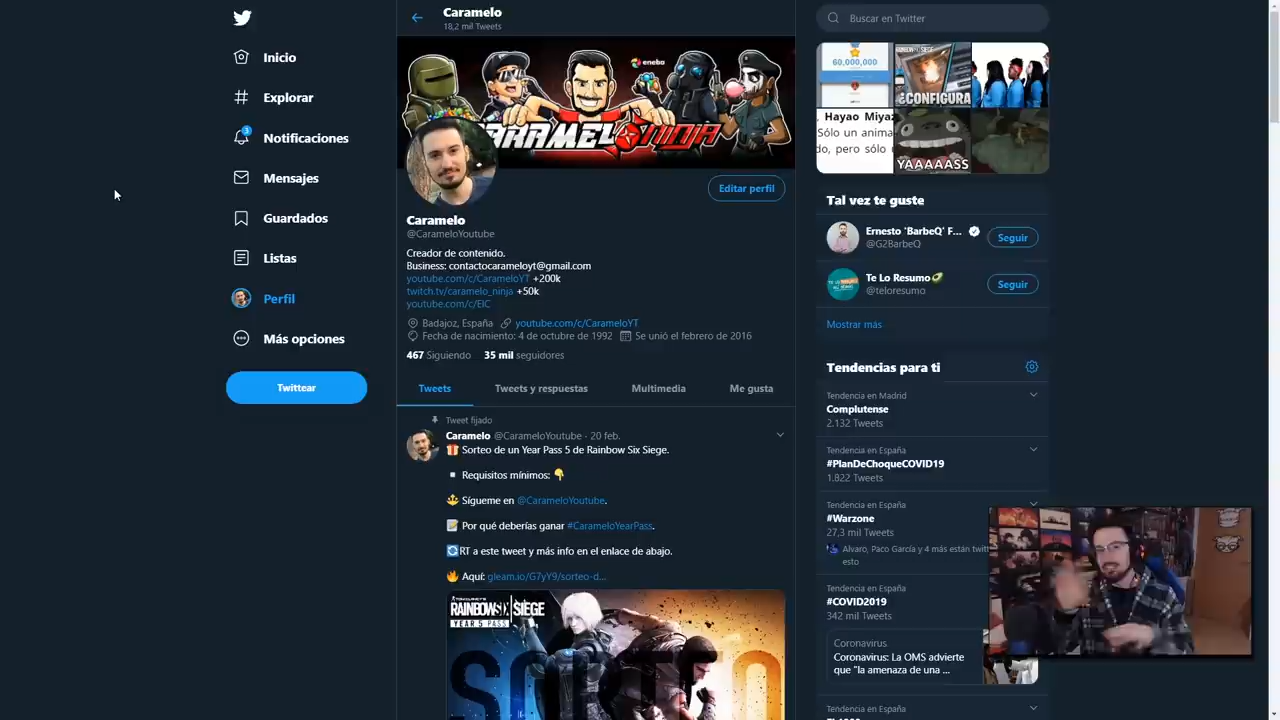 Inicio
Explorar
3
Notificaciones
Mensajes
Guardados
Listas
Perfil
Más opciones
Twittear
Caramelo
18,2 mil Tweets
eneba
CARAMELO NINJA
Editar perfil
Caramelo
@CarameloYoutube
Creador de contenido.
Business: contactocarameloyt@gmail.com
youtube.com/c/CarameloYT +200k
twitch.tv/caramelo_ninja +50k
youtube.com/c/EIC
Badajoz, España youtube.com/c/CarameloYT
Fecha de nacimiento: 4 de octubre de 1992 Se unió el febrero de 2016
467 Siguiendo 35 mil seguidores
Tweets Tweets y respuestas Multimedia Me gusta
Tweet fijado
Caramelo @CarameloYoutube · 20 feb.
Sorteo de un Year Pass 5 de Rainbow Six Siege.
Requisitos mínimos:
Sígueme en @CarameloYoutube.
Por qué deberías ganar #CarameloYearPass.
RT a este tweet y más info en el enlace de abajo.
Aquí: gleam.io/G7yY9/sorteo-d...
RAINBOW SIX SIEGE
YEAR 5 PASS
SORTEO
Buscar en Twitter
60,000,000
RAINBOW SIEGE
¿CONFIGURA
, Hayao Miyaz
Sólo un anima
do, pero sólo
YAAAAASS
Tal vez te guste
Ernesto 'BarbeQ' F...
@G2BarbeQ
Seguir
Te Lo Resumo🥑
@teloresumo
Seguir
Mostrar más
Tendencias para ti
Tendencia en Madrid
Complutense
2.132 Tweets
Tendencia en España
#PlanDeChoqueCOVID19
1.822 Tweets
Tendencia en España
#Warzone
27,3 mil Tweets
Alvaro, Paco García y 4 más están twitt
esto
Tendencia en España
#COVID2019
342 mil Tweets
Coronavirus
Coronavirus: La OMS advierte
que "la amenaza de una ...
Tendencia en España